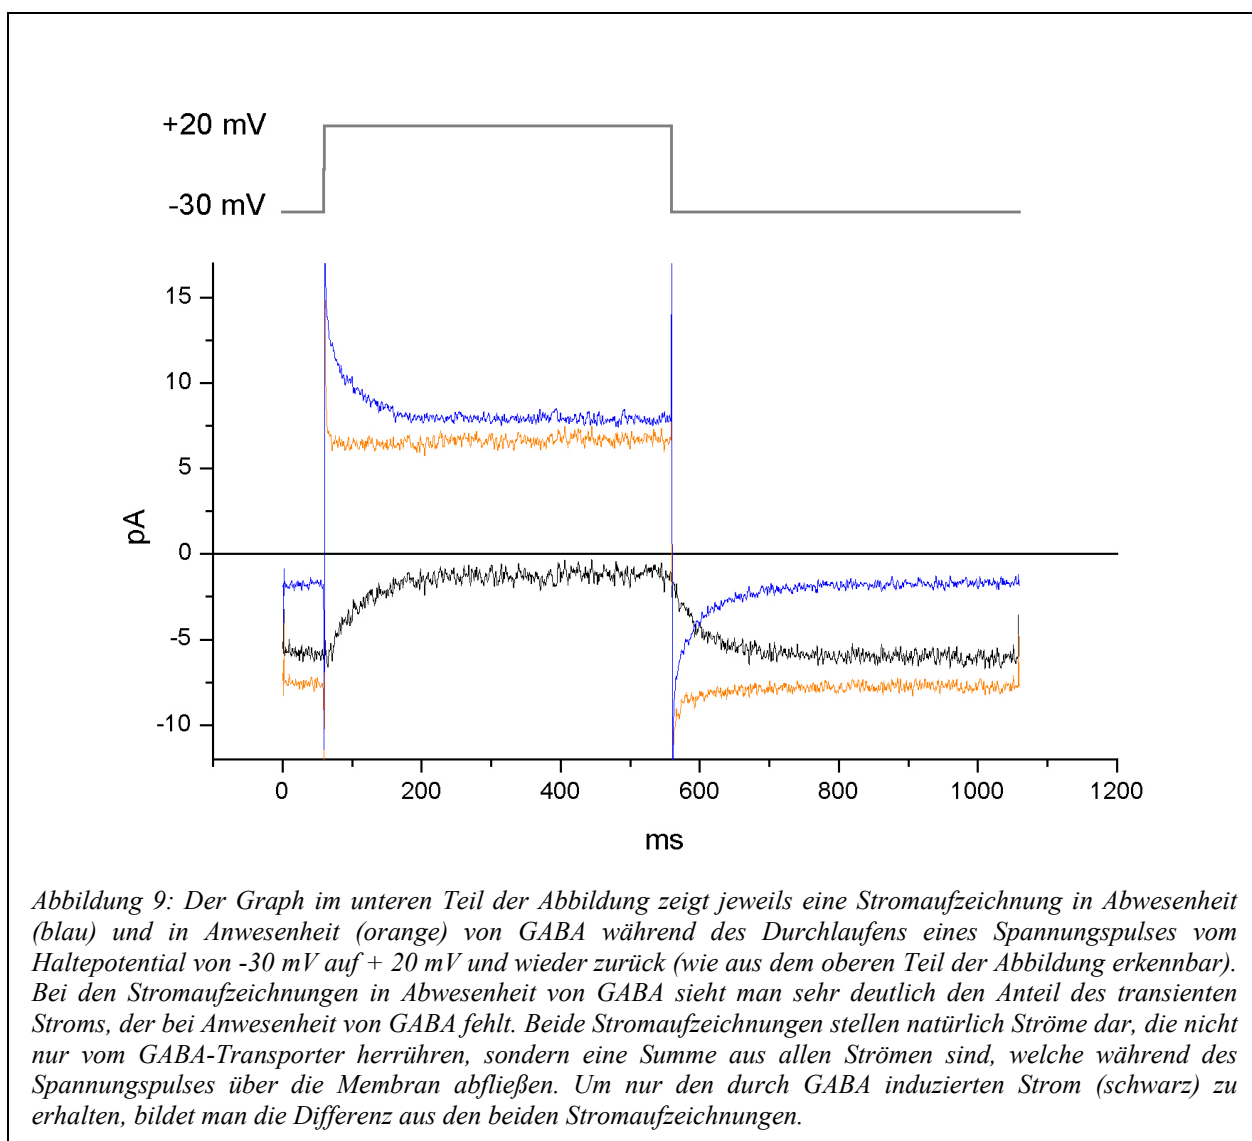 +20 mV
-30 mV
15
10
5
0
-5
-10
pA
0
200
400
600
800
1000
1200
ms
Abbildung 9: Der Graph im unteren Teil der Abbildung zeigt jeweils eine Stromaufzeichnung in Abwesenheit
(blau) und in Anwesenheit (orange) von GABA während des Durchlaufens eines Spannungspulses vom
Haltepotential von -30 mV auf + 20 mV und wieder zurück (wie aus dem oberen Teil der Abbildung erkennbar).
Bei den Stromaufzeichnungen in Abwesenheit von GABA sieht man sehr deutlich den Anteil des transienten
Stroms, der bei Anwesenheit von GABA fehlt. Beide Stromaufzeichnungen stellen natürlich Ströme dar, die nicht
nur vom GABA-Transporter herrühren, sondern eine Summe aus allen Strömen sind, welche während des
Spannungspulses über die Membran abfließen. Um nur den durch GABA induzierten Strom (schwarz) zu
erhalten, bildet man die Differenz aus den beiden Stromaufzeichnungen.